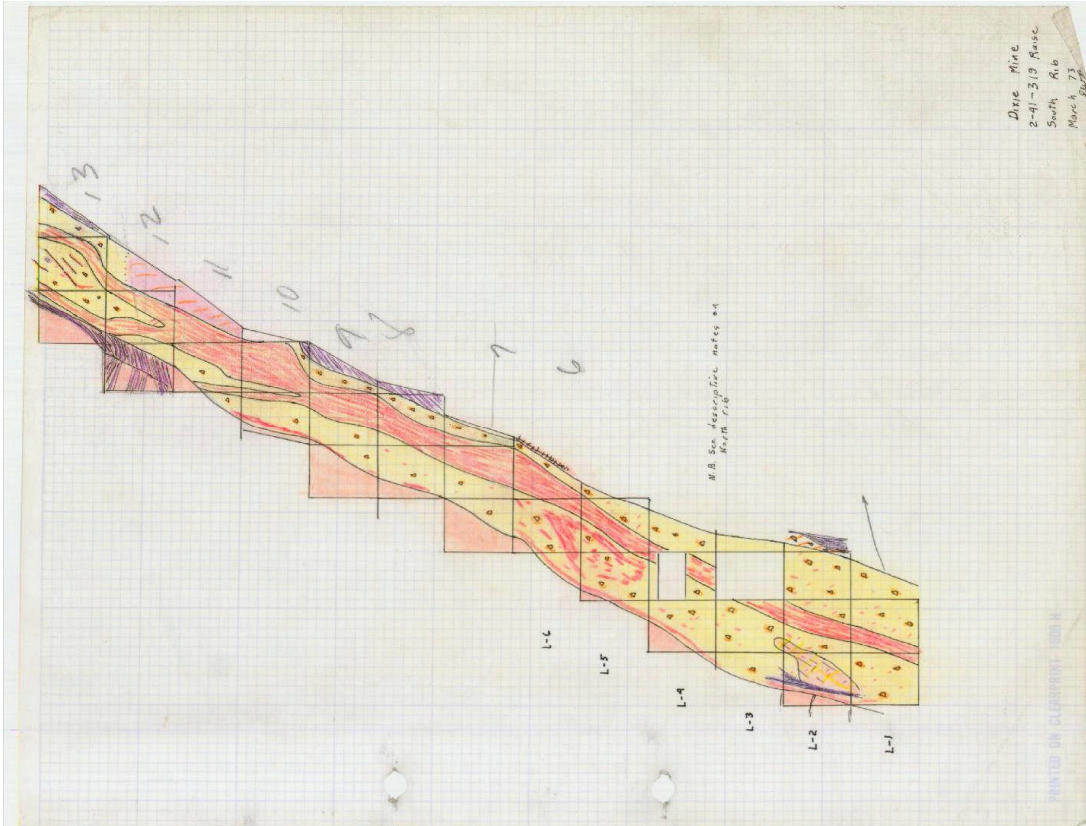 Dixie Mine
2-41-319 Raise
South Rib
March 73
13
12
11
10
9
8
7
6
N.B. See descriptive notes on
North rib
L-6
L-5
L-4
L-3
L-2
L-1
PRINTED ON CLEARPRINT 1000H